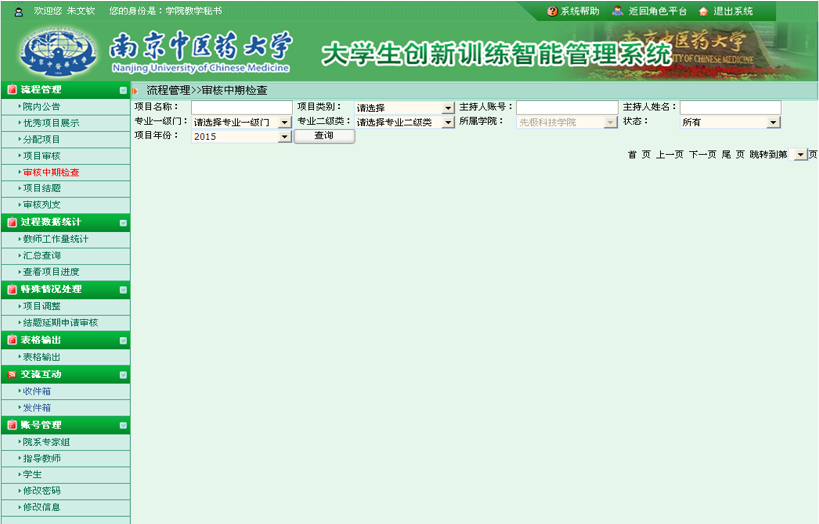 欢迎您 朱文钦 您的身份是：学院教学秘书 系统帮助 返回角色平台 退出系统
南京中医药大学 大学生创新训练智能管理系统 南京中医药大学
Nanjing University of Chinese Medicine
流程管理
流程管理>>审核中期检查
院内公告
优秀项目展示
分配项目
项目审核
审核中期检查
项目结题
审核列支
过程数据统计
教师工作量统计
汇总查询
查看项目进度
特殊情况处理
项目调整
结题延期申请审核
表格输出
表格输出
交流互动
收件箱
发件箱
账号管理
院系专家组
指导教师
学生
修改密码
修改信息
项目名称： 项目类别： 请选择 主持人账号： 主持人姓名：
专业一级门： 请选择专业一级门 专业二级类： 请选择专业二级类 所属学院： 先极科技学院 状态： 所有
项目年份： 2015 查询
首 页 上一页 下一页 尾 页 跳转到第 页